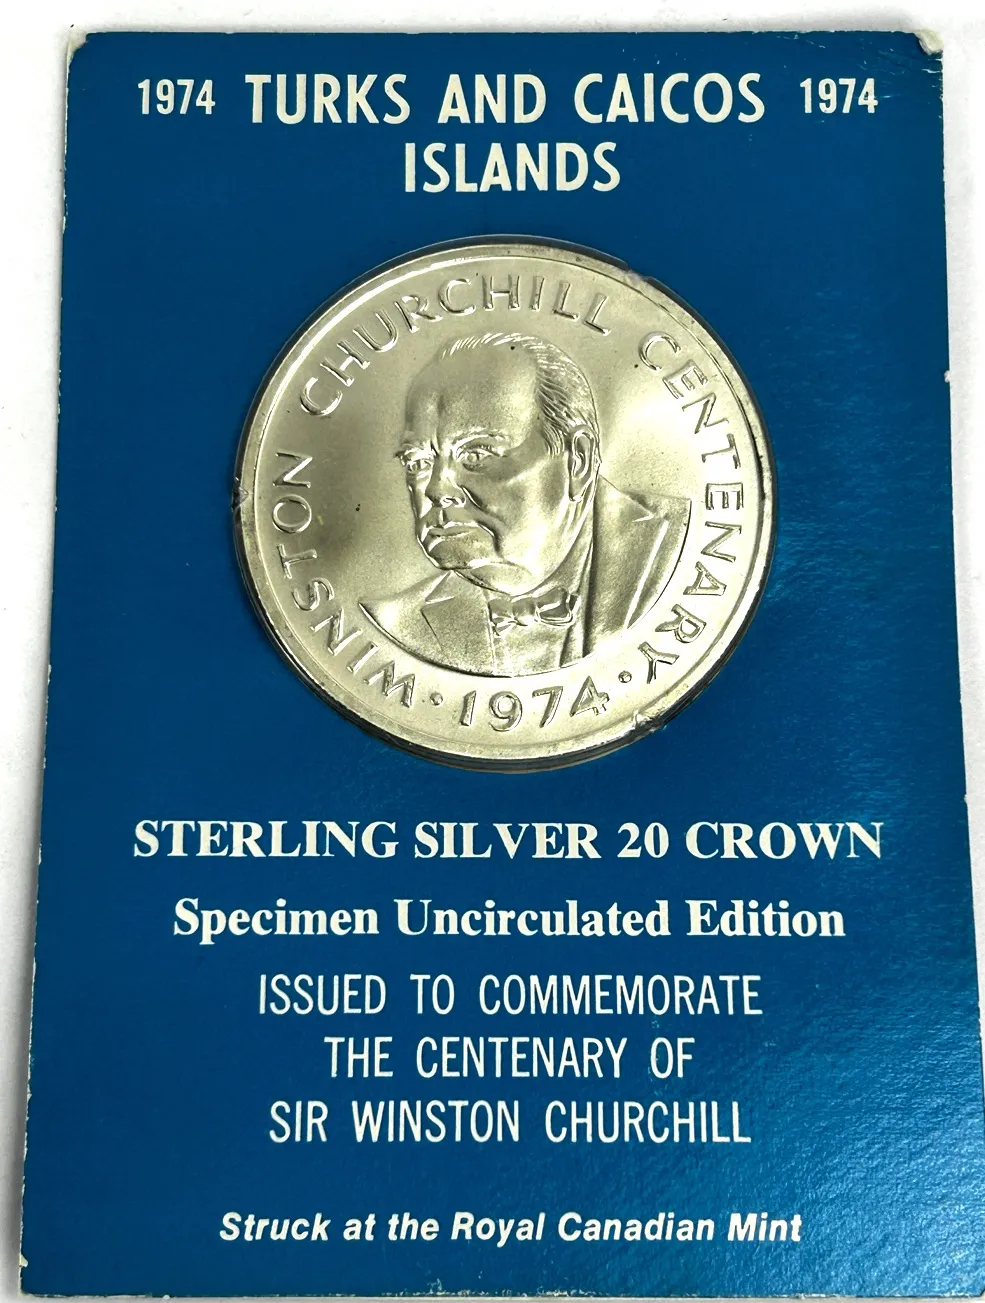 1974 TURKS AND CAICOS 1974
ISLANDS
WINSTON CHURCHILL CENTENARY
· 1974 ·
STERLING SILVER 20 CROWN
Specimen Uncirculated Edition
ISSUED TO COMMEMORATE
THE CENTENARY OF
SIR WINSTON CHURCHILL
Struck at the Royal Canadian Mint